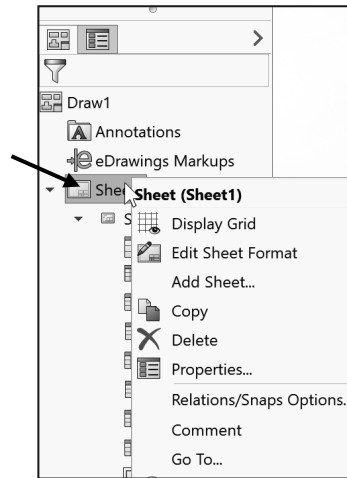 Draw1
Annotations
eDrawings Markups
Sheet (Sheet1)
Display Grid
Edit Sheet Format
Add Sheet...
Copy
Delete
Properties...
Relations/Snaps Options.
Comment
Go To...